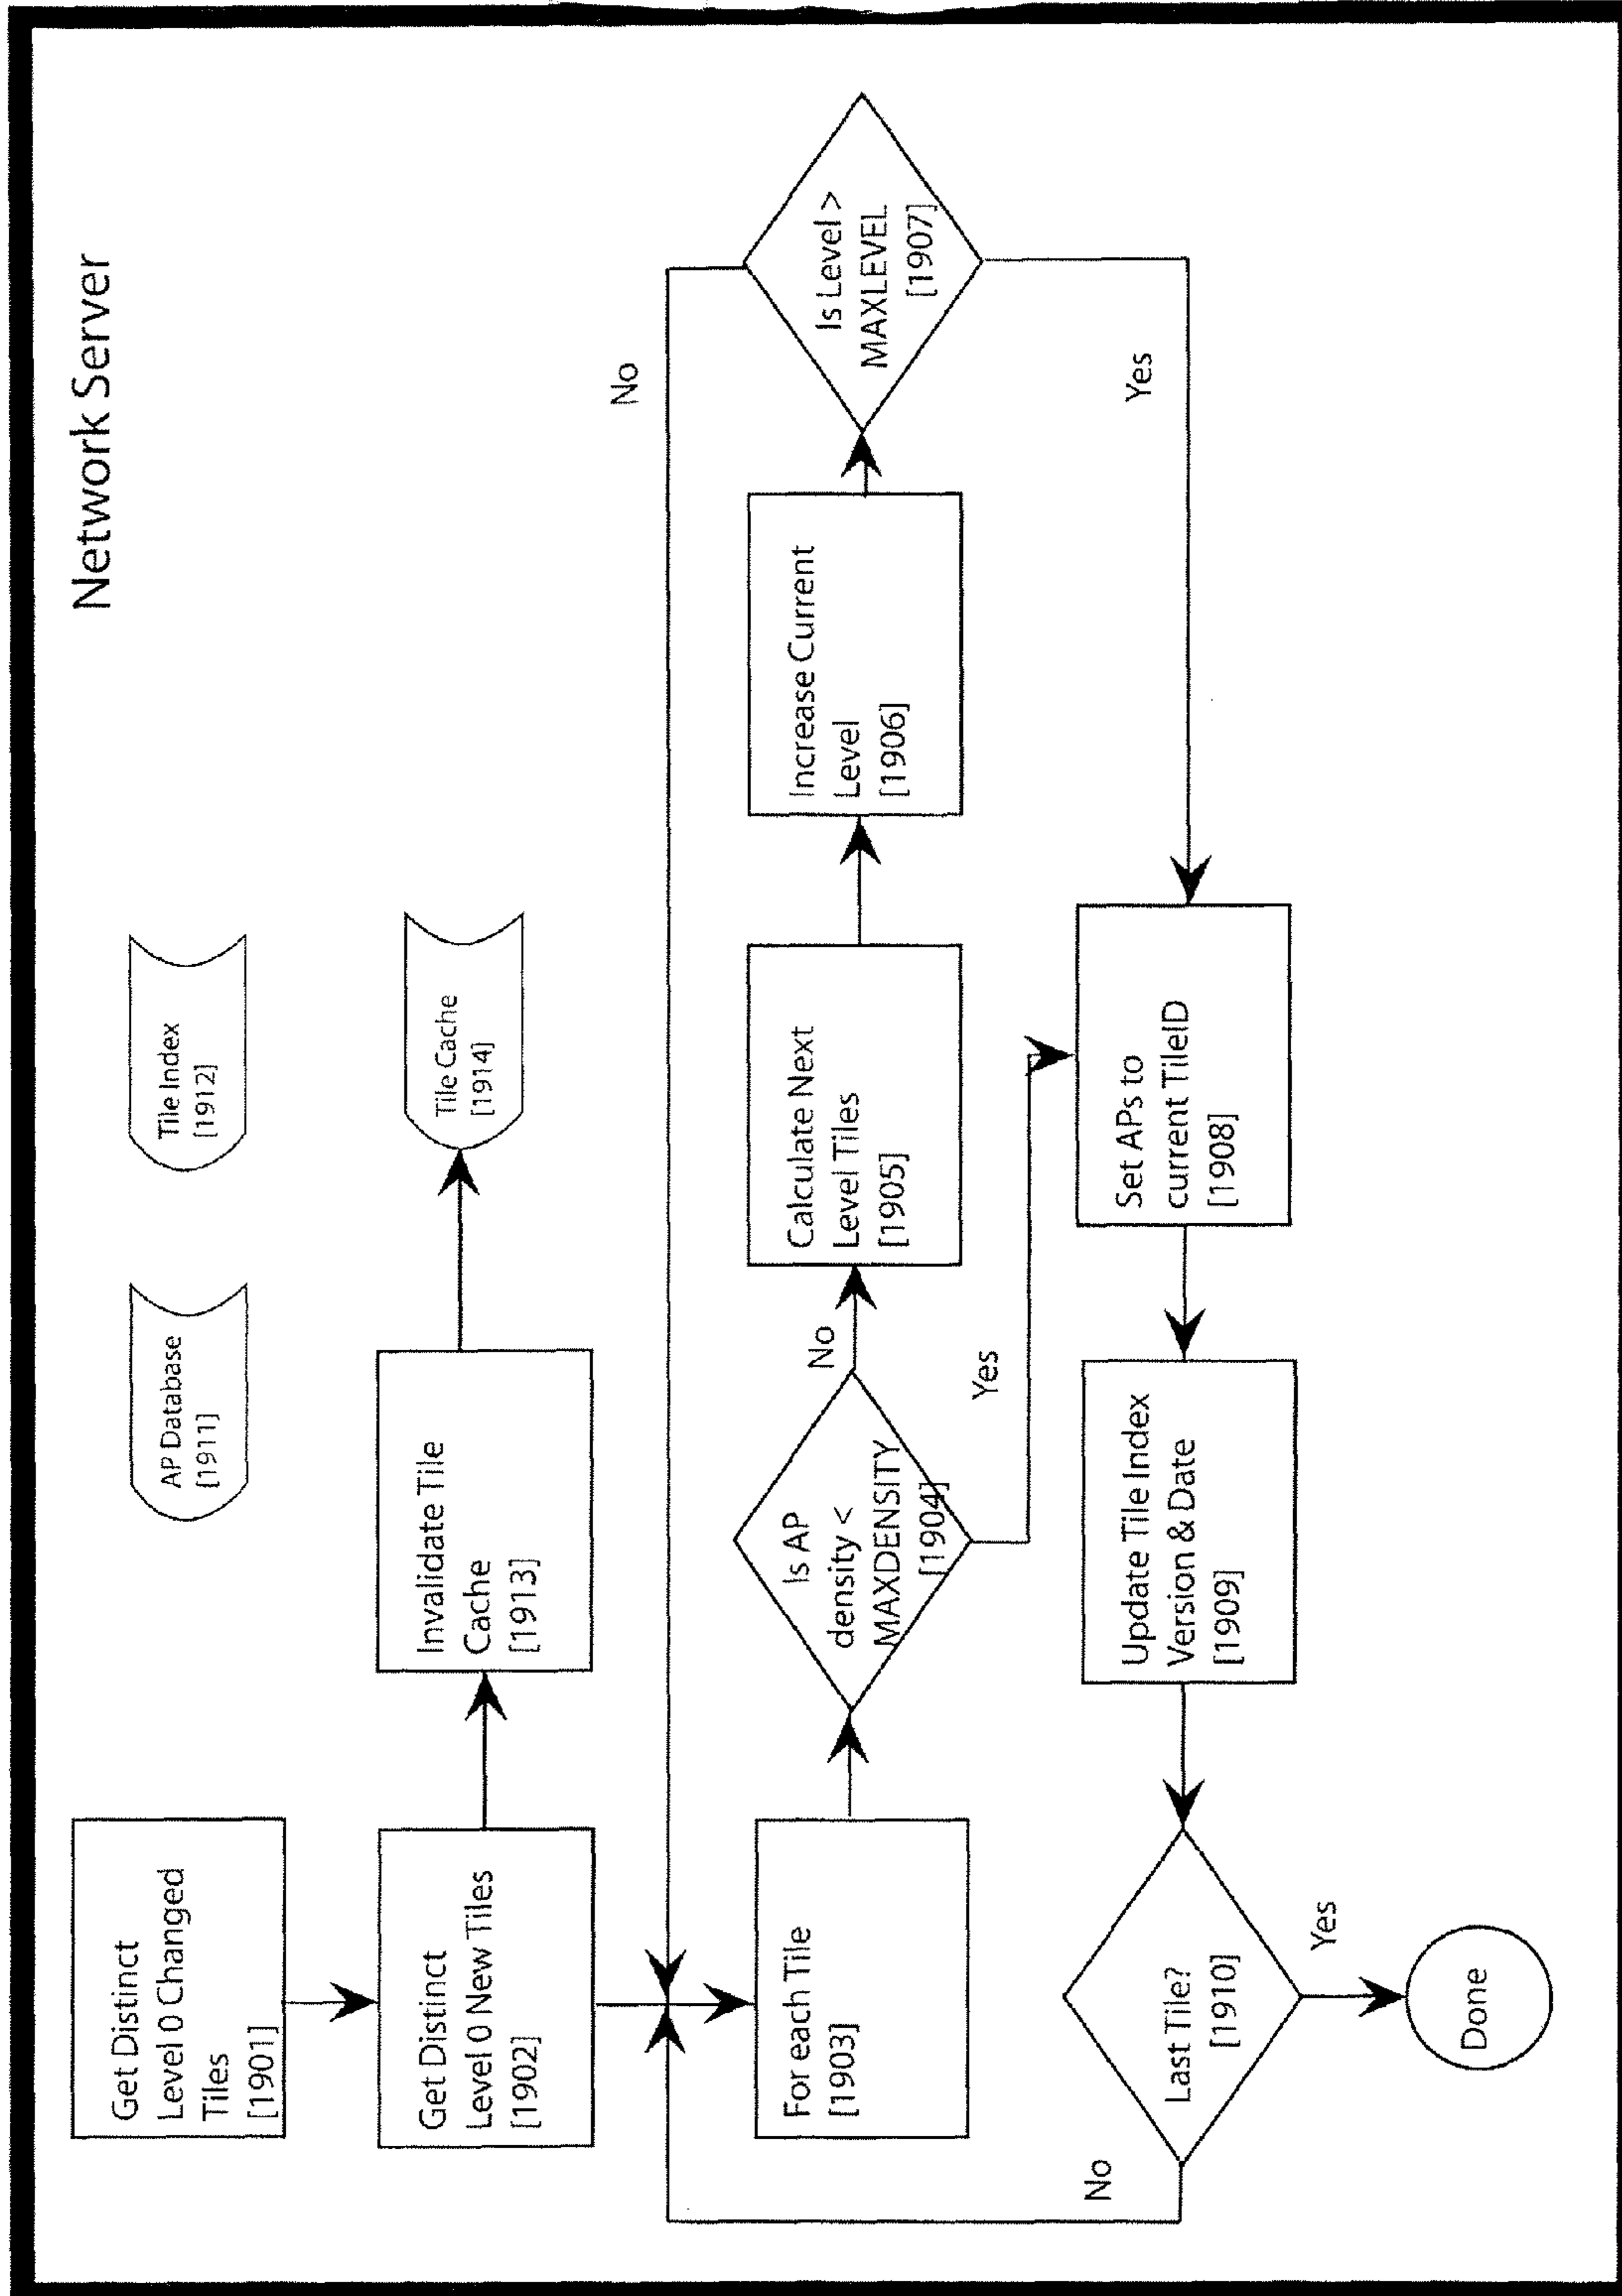 Network Server
Get Distinct
Level 0 Changed
Tiles
[1901]
AP Database
[1911]
Tile Index
[1912]
Get Distinct
Level 0 New Tiles
[1902]
Invalidate Tile
Cache
[1913]
Tile Cache
[1914]
No
For each Tile
[1903]
Is AP
density <
MAXDENSITY
[1904]
No
Yes
Calculate Next
Level Tiles
[1905]
Increase Current
Level
[1906]
Is Level >
MAXLEVEL
[1907]
Yes
Set APs to
current TileID
[1908]
Update Tile Index
Version & Date
[1909]
Last Tile?
[1910]
No
Yes
Done